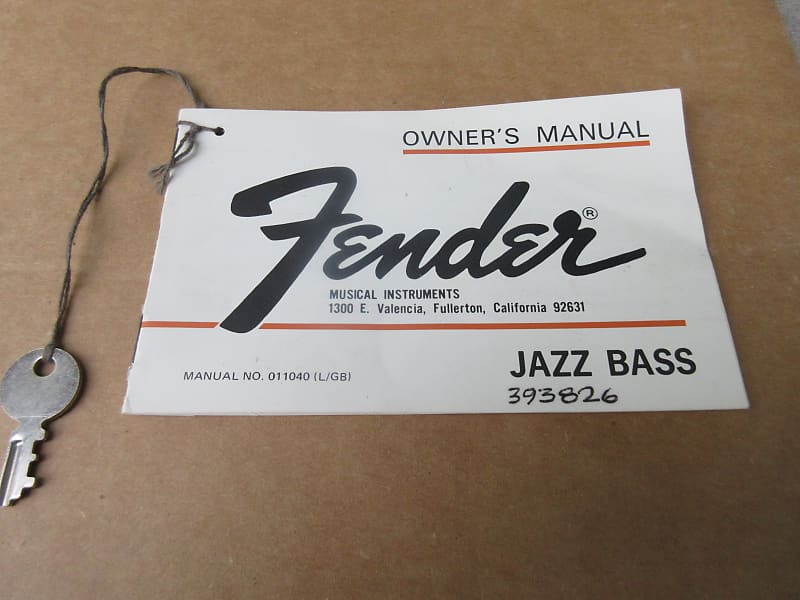 OWNER'S MANUAL
Fender®
MUSICAL INSTRUMENTS
1300 E. Valencia, Fullerton, California 92631
MANUAL NO. 011040 (L/GB)
JAZZ BASS
393826